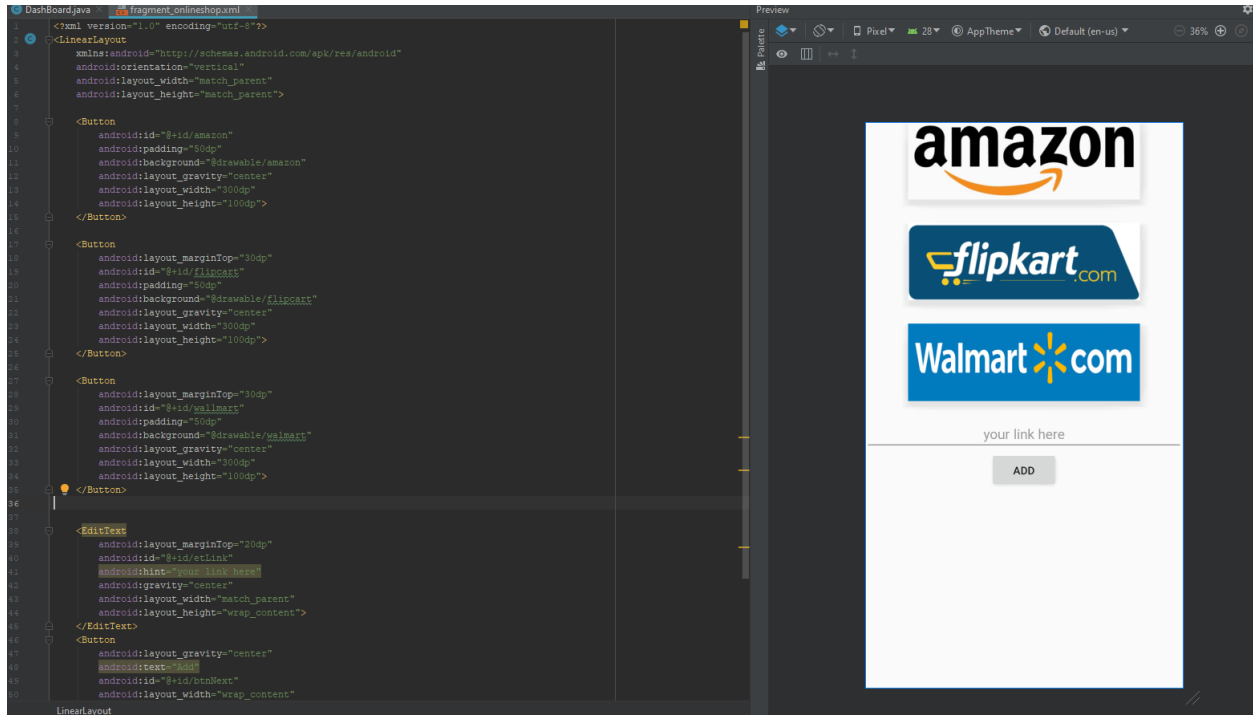 DashBoard.java
fragment_onlineshop.xml
1 <?xml version="1.0" encoding="utf-8"?>
2 <LinearLayout
3 xmlns:android="http://schemas.android.com/apk/res/android"
4 android:orientation="vertical"
5 android:layout_width="match_parent"
6 android:layout_height="match_parent">
7
8 <Button
9 android:id="@+id/amazon"
10 android:padding="50dp"
11 android:background="@drawable/amazon"
12 android:layout_gravity="center"
13 android:layout_width="300dp"
14 android:layout_height="100dp">
15 </Button>
16
17 <Button
18 android:layout_marginTop="30dp"
19 android:id="@+id/flipcart"
20 android:padding="50dp"
21 android:background="@drawable/flipcart"
22 android:layout_gravity="center"
23 android:layout_width="300dp"
24 android:layout_height="100dp">
25 </Button>
26
27 <Button
28 android:layout_marginTop="30dp"
29 android:id="@+id/wallmart"
30 android:padding="50dp"
31 android:background="@drawable/walmart"
32 android:layout_gravity="center"
33 android:layout_width="300dp"
34 android:layout_height="100dp">
35 </Button>
36
37
38 <EditText
39 android:layout_marginTop="20dp"
40 android:id="@+id/etLink"
41 android:hint="your link here"
42 android:gravity="center"
43 android:layout_width="match_parent"
44 android:layout_height="wrap_content">
45 </EditText>
46 <Button
47 android:layout_gravity="center"
48 android:text="Add"
49 android:id="@+id/btnNext"
50 android:layout_width="wrap_content"
LinearLayout
Preview
Palette
Pixel 28 AppTheme Default (en-us) 36%
amazon
flipkart.com
Walmart com
your link here
ADD